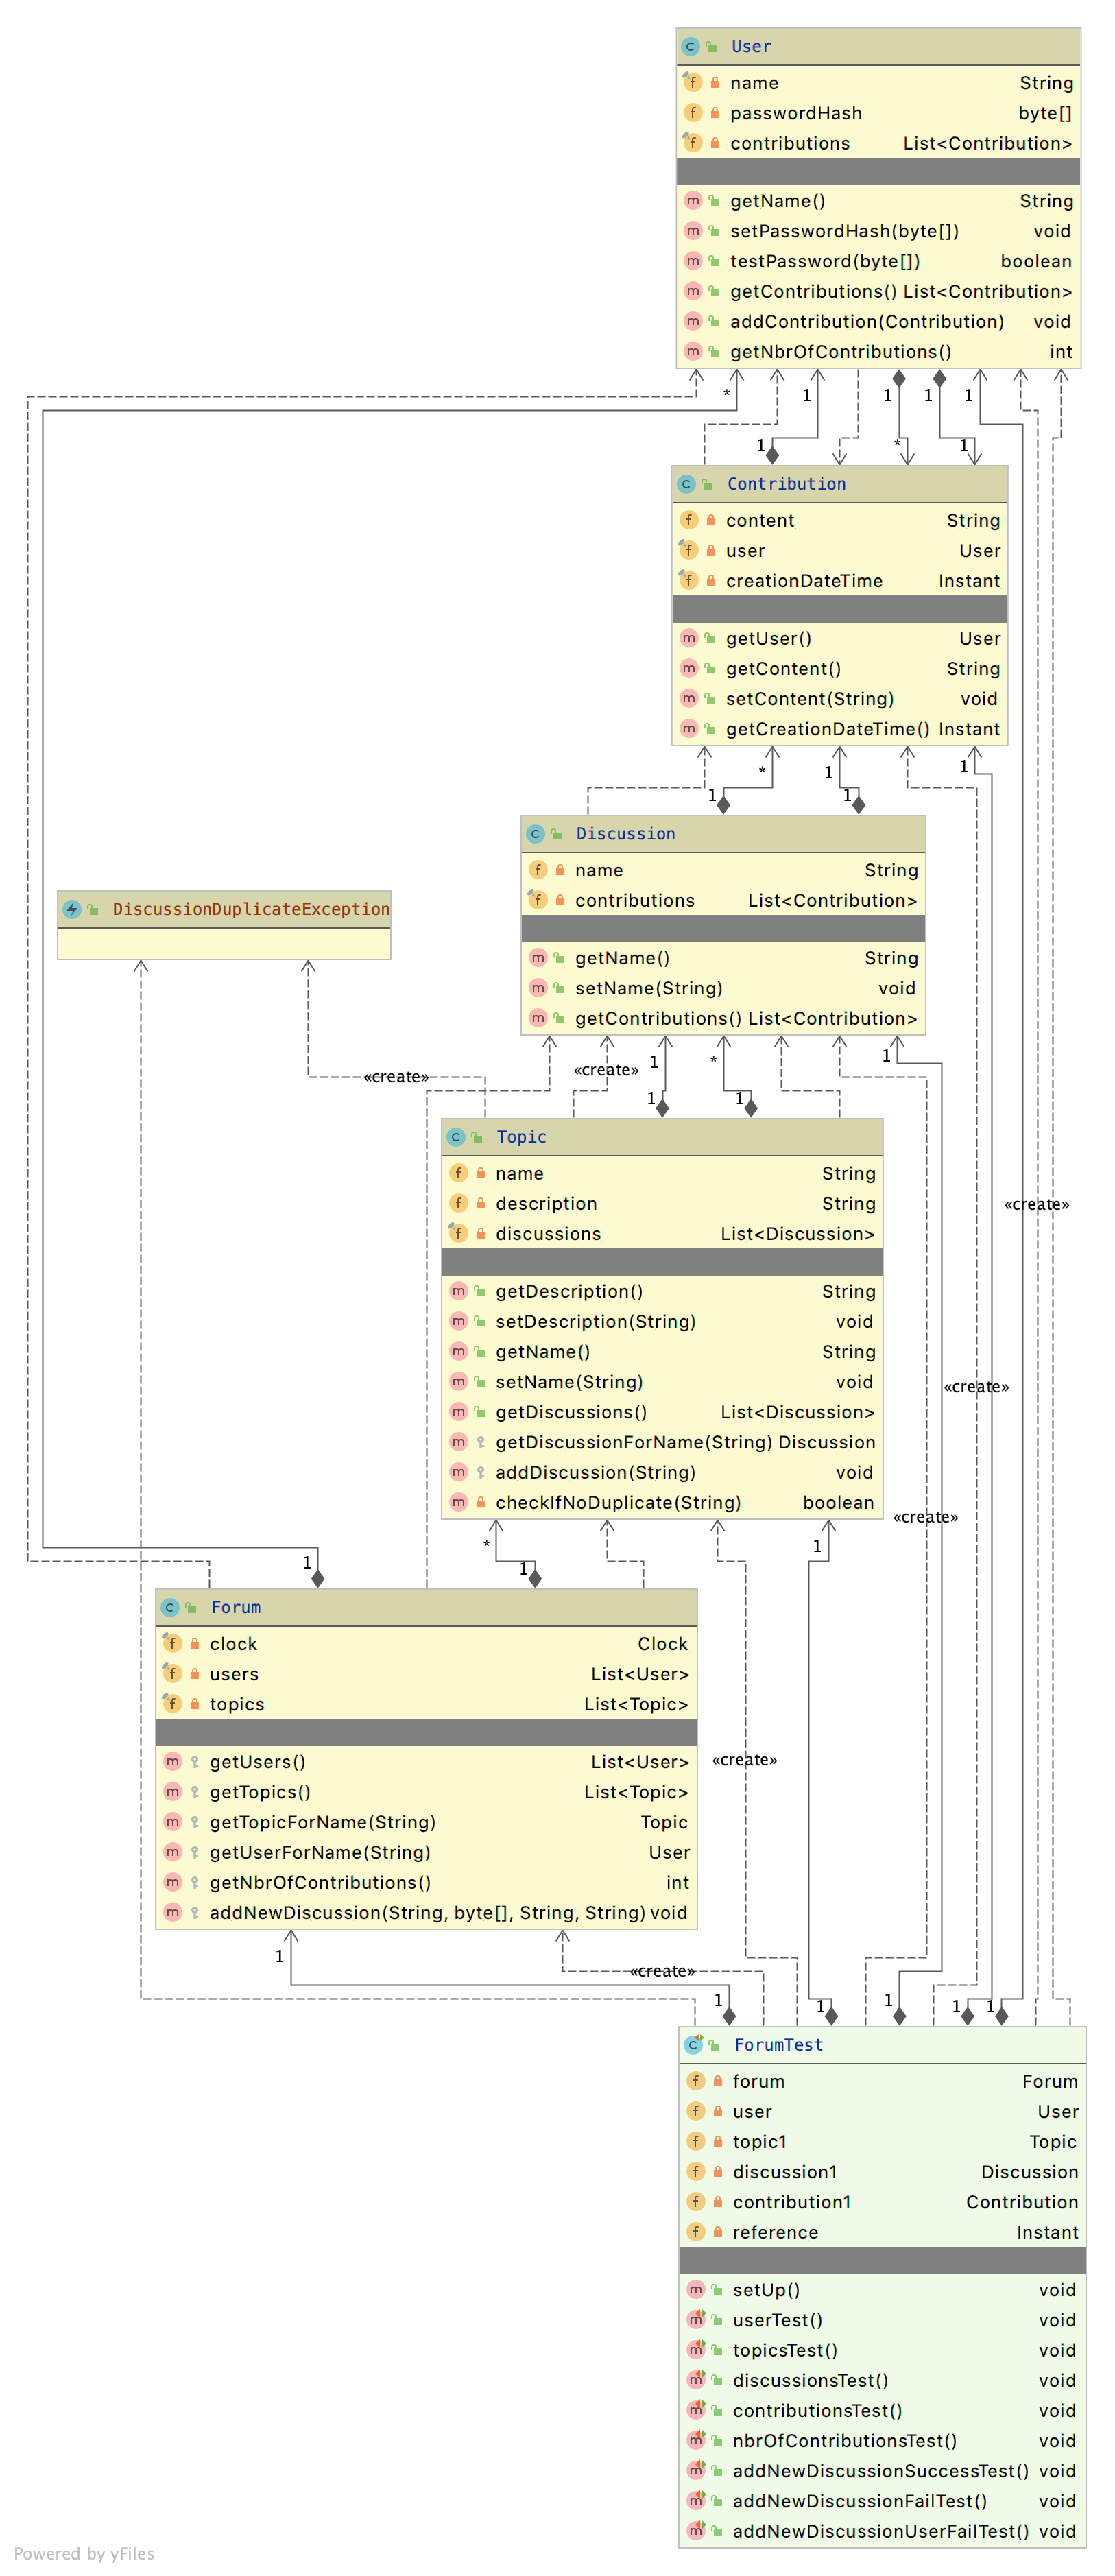 User
name String
passwordHash byte[]
contributions List<Contribution>
getName() String
setPasswordHash(byte[]) void
testPassword(byte[]) boolean
getContributions() List<Contribution>
addContribution(Contribution) void
getNbrOfContributions() int
* 1 1 1 1
1 * 1
Contribution
content String
user User
creationDateTime Instant
getUser() User
getContent() String
setContent(String) void
getCreationDateTime() Instant
* 1 1
1 1
Discussion
name String
contributions List<Contribution>
getName() String
setName(String) void
getContributions() List<Contribution>
DiscussionDuplicateException
1 * 1
«create» «create»
1 1
Topic
name String
description String
discussions List<Discussion>
getDescription() String
setDescription(String) void
getName() String
setName(String) void
getDiscussions() List<Discussion>
getDiscussionForName(String) Discussion
addDiscussion(String) void
checkIfNoDuplicate(String) boolean
«create»
«create»
«create»
* 1
1 1
Forum
clock Clock
users List<User>
topics List<Topic>
getUsers() List<User>
getTopics() List<Topic>
getTopicForName(String) Topic
getUserForName(String) User
getNbrOfContributions() int
addNewDiscussion(String, byte[], String, String) void
«create»
1
«create»
1 1 1 1 1
ForumTest
forum Forum
user User
topic1 Topic
discussion1 Discussion
contribution1 Contribution
reference Instant
setUp() void
userTest() void
topicsTest() void
discussionsTest() void
contributionsTest() void
nbrOfContributionsTest() void
addNewDiscussionSuccessTest() void
addNewDiscussionFailTest() void
addNewDiscussionUserFailTest() void
Powered by yFiles